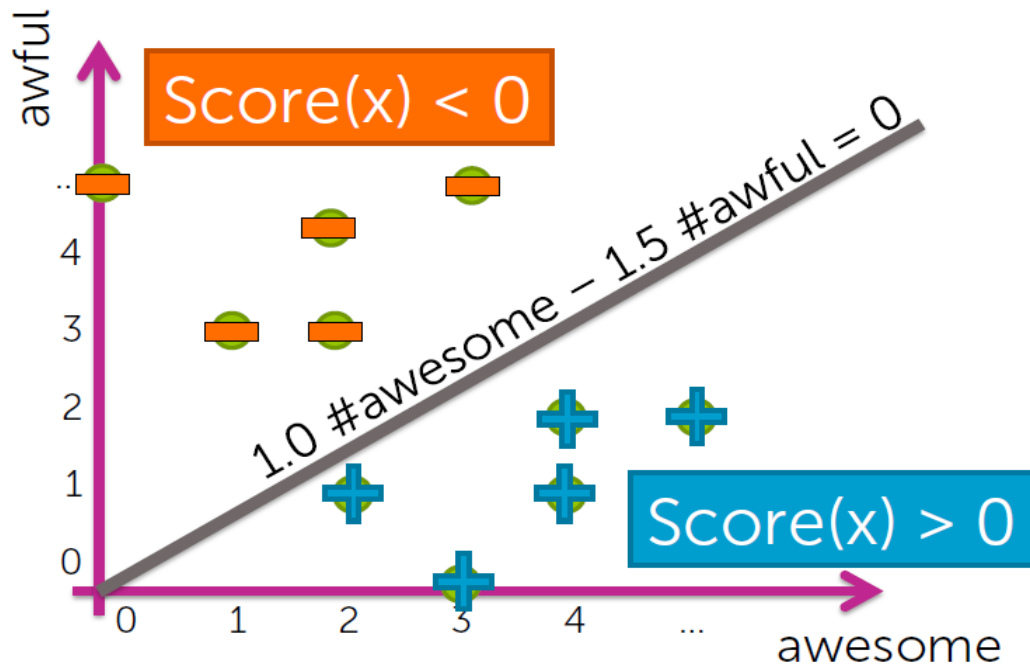 awful
Score(x) < 0
1.0 #awesome – 1.5 #awful = 0
..
4
3
2
1
0
Score(x) > 0
0 1 2 3 4 ...
awesome